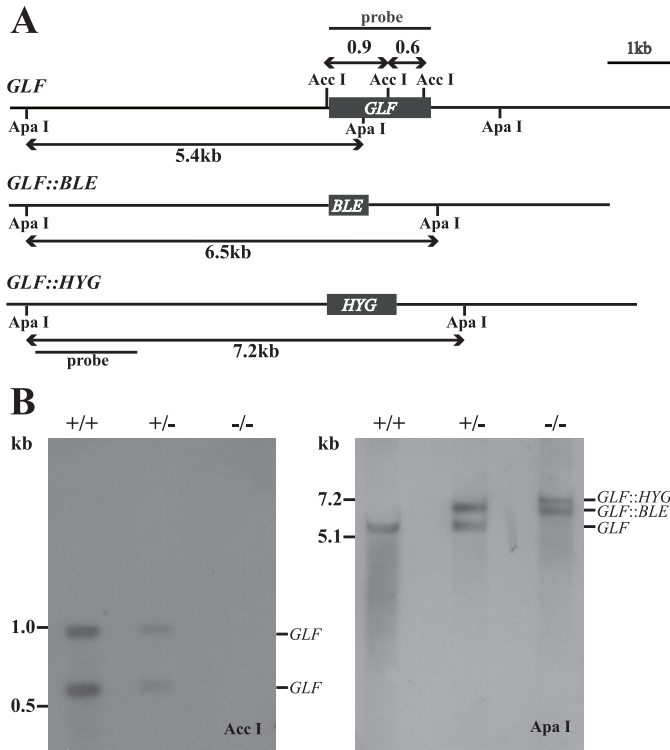 A
probe
0.9 0.6 1kb
Acc I Acc I Acc I
GLF
GLF
Apa I Apa I Apa I
5.4kb
GLF::BLE
BLE
Apa I Apa I
6.5kb
GLF::HYG
HYG
Apa I Apa I
7.2kb
probe
B
+/+ +/- -/-
kb
1.0
0.5
GLF
GLF
Acc I
+/+ +/- -/-
kb
7.2
5.1
GLF::HYG
GLF::BLE
GLF
Apa I